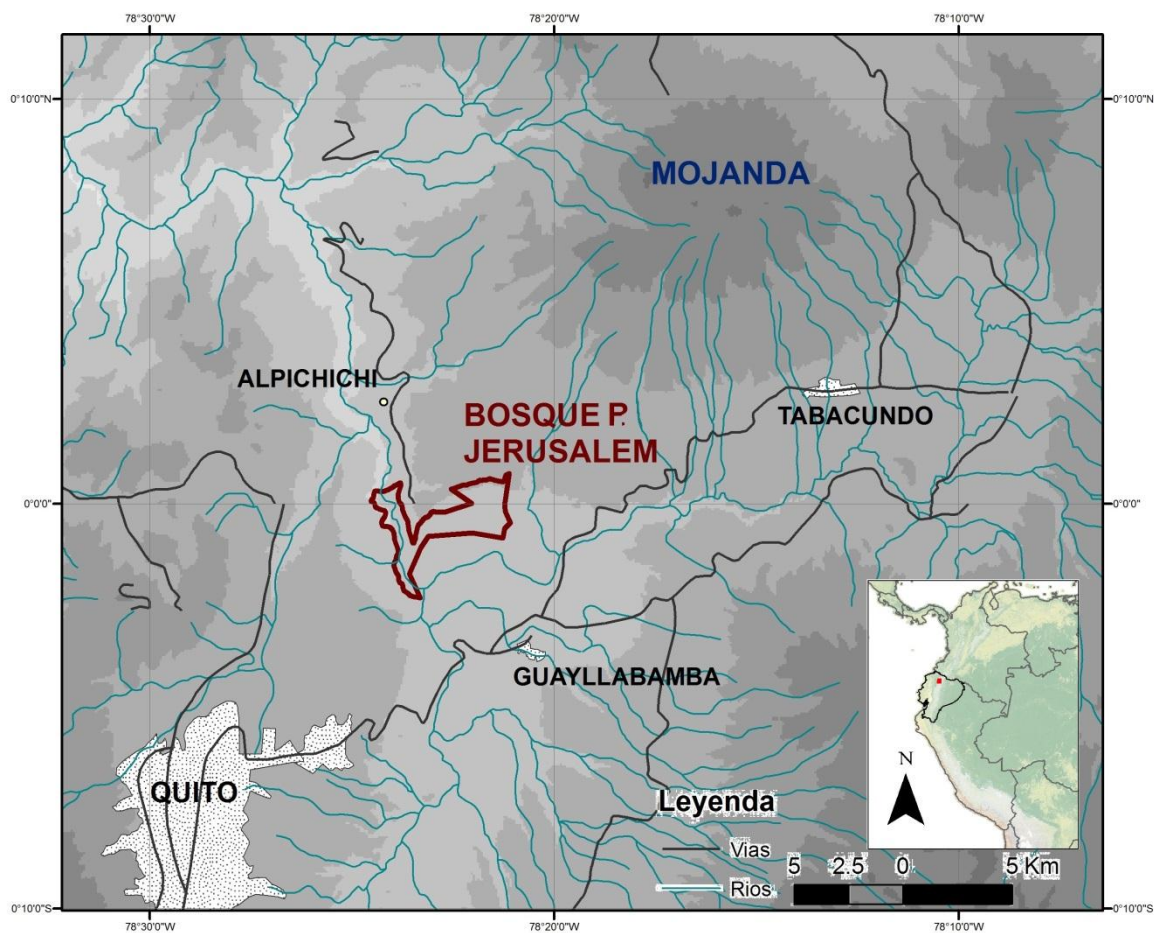 78°30'0"W
78°20'0"W
78°10'0"W
0°10'0"N
0°10'0"N
MOJANDA
ALPICHICHI
BOSQUE P.
JERUSALEM
TABACUNDO
0°0'0"
0°0'0"
GUAYLLABAMBA
QUITO
N
Leyenda
Vias
Rios
5 2.5 0 5 Km
0°10'0"S
0°10'0"S
78°30'0"W
78°20'0"W
78°10'0"W